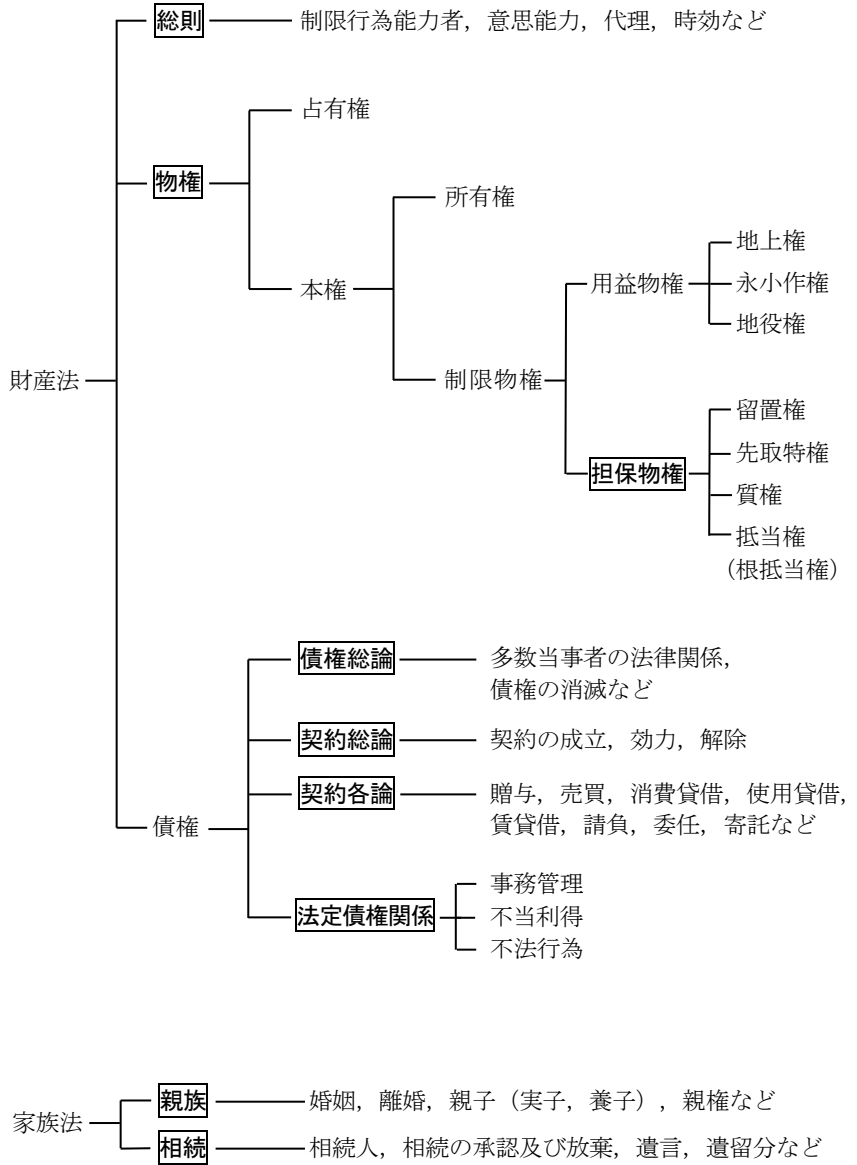 総則
制限行為能力者，意思能力，代理，時効など
占有権
物権
所有権
地上権
本権
用益物権
永小作権
地役権
財産法
制限物権
留置権
担保物権
先取特権
質権
抵当権
（根抵当権）
債権総論
多数当事者の法律関係，
債権の消滅など
契約総論
契約の成立，効力，解除
契約各論
贈与，売買，消費貸借，使用貸借，
賃貸借，請負，委任，寄託など
債権
法定債権関係
事務管理
不当利得
不法行為
家族法
親族
婚姻，離婚，親子（実子，養子），親権など
相続
相続人，相続の承認及び放棄，遺言，遺留分など